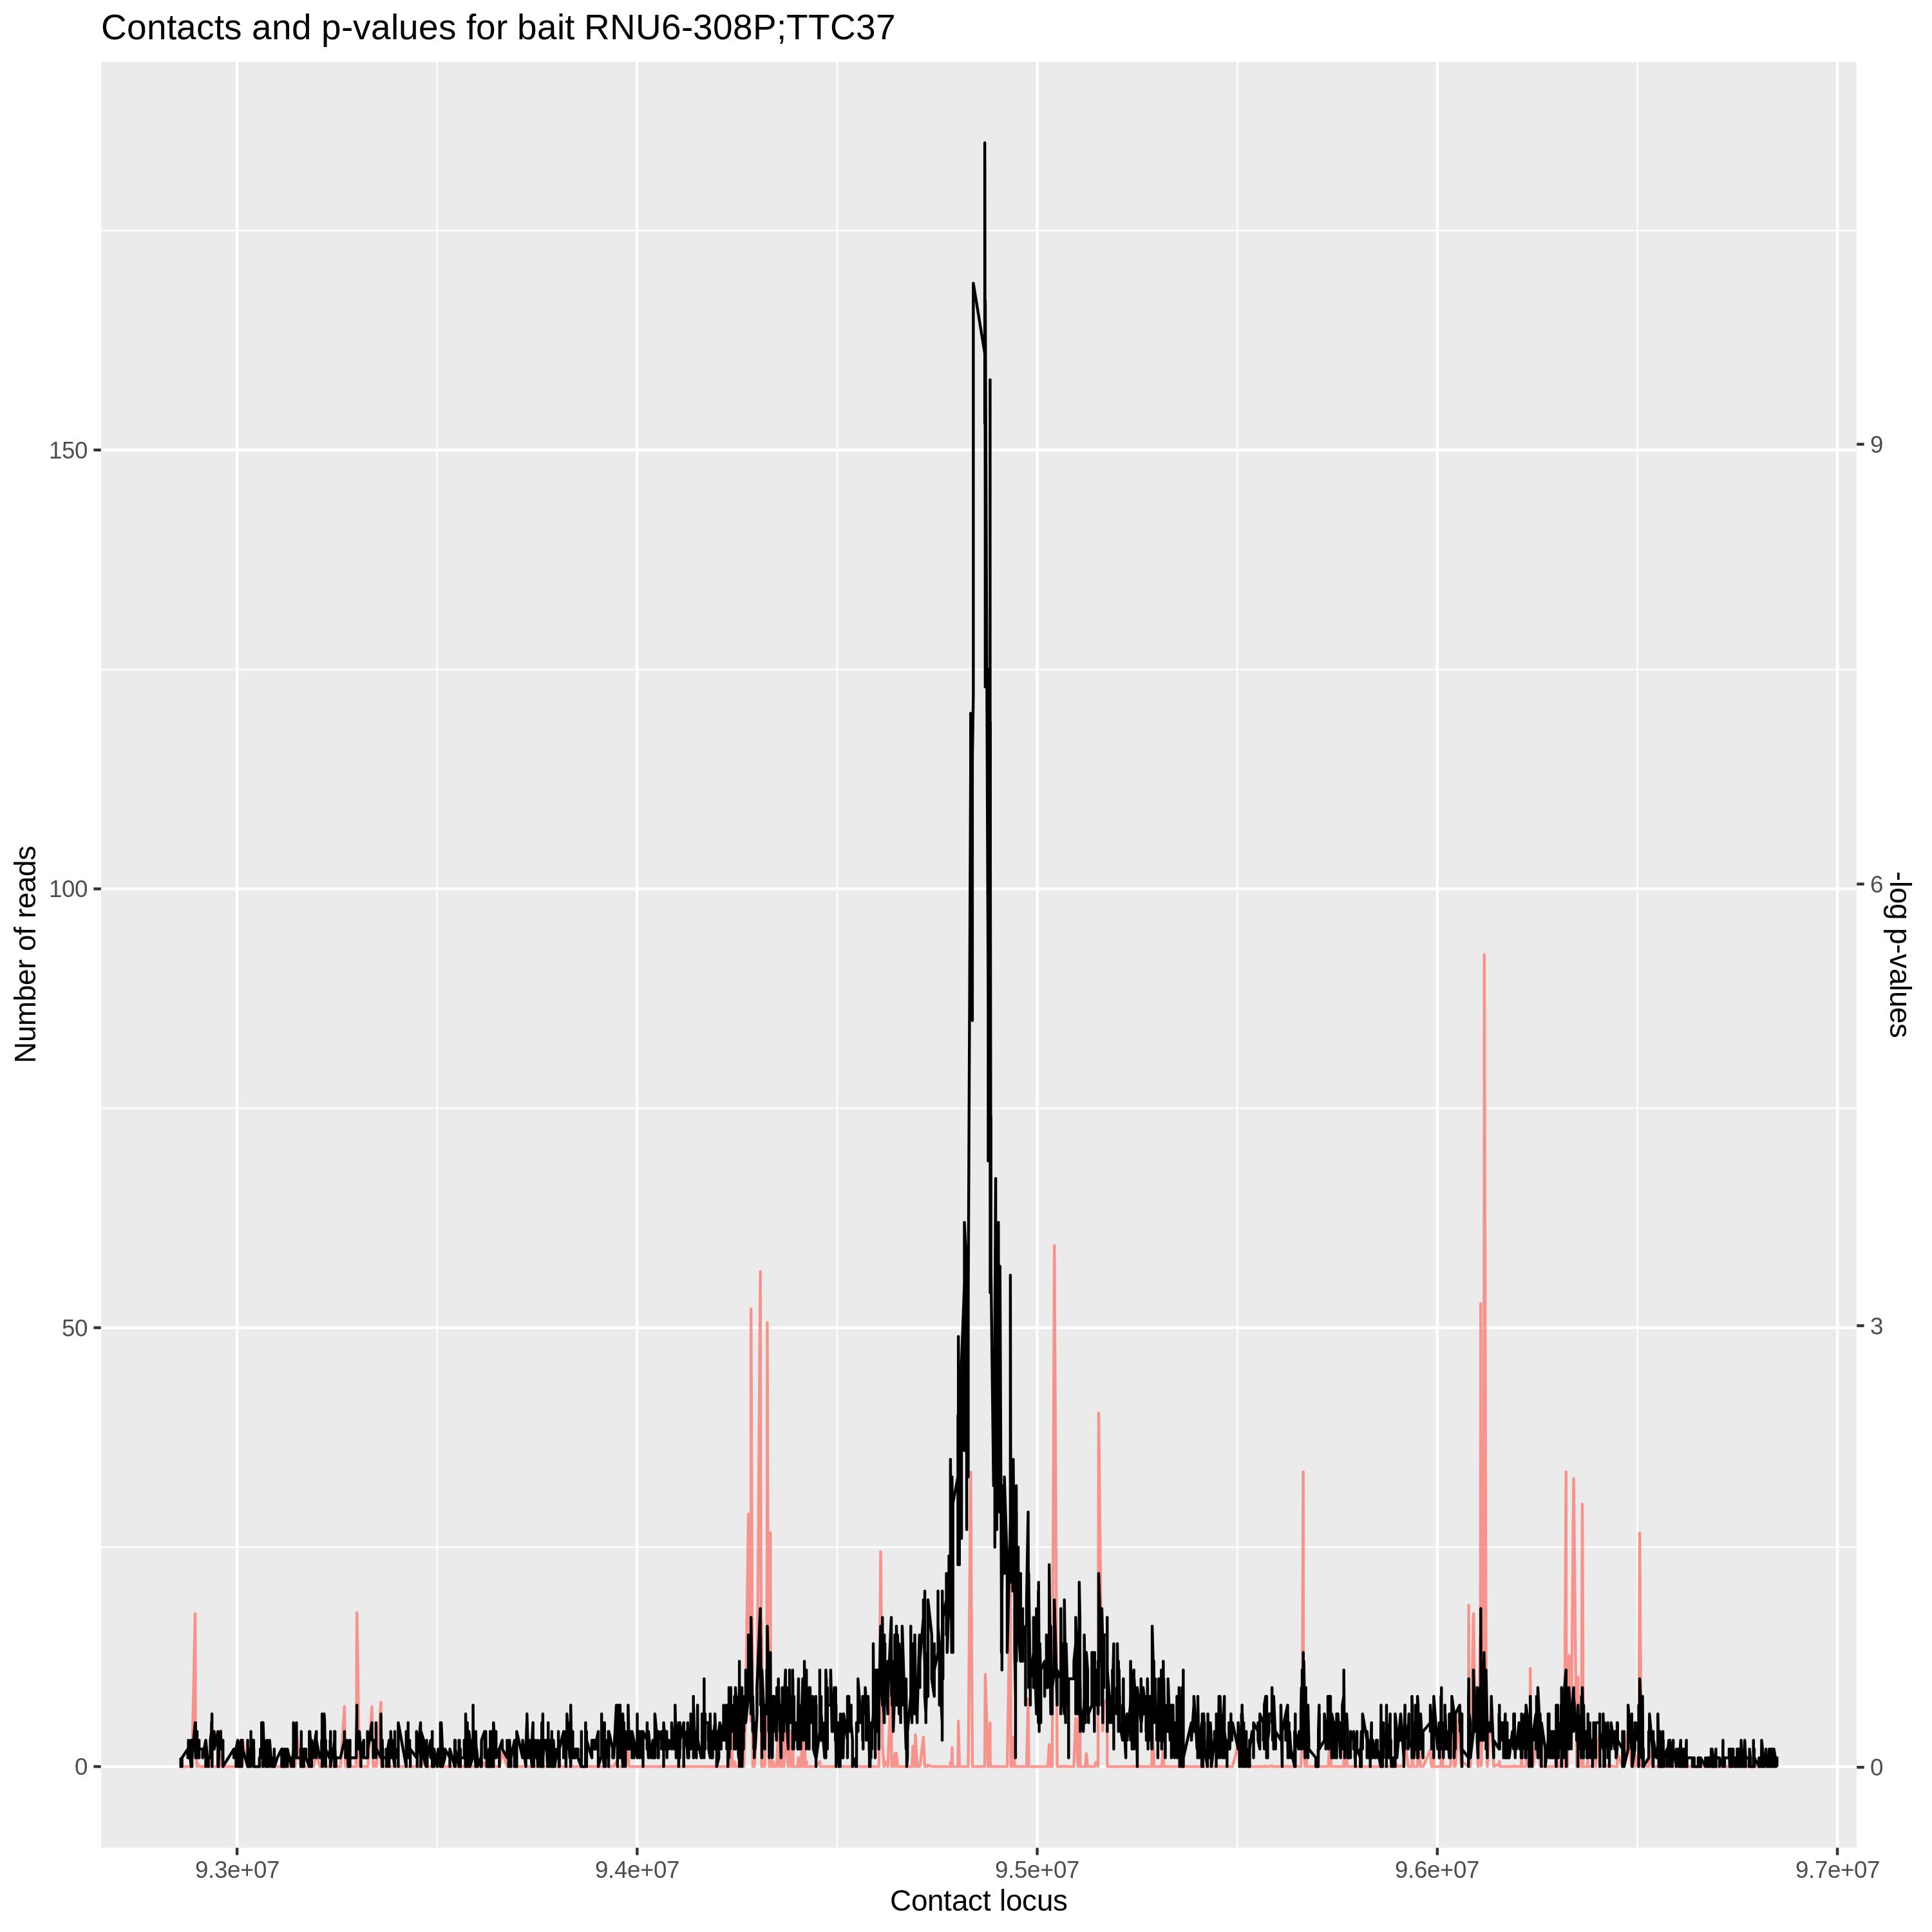 Contacts and p-values for bait RNU6-308P;TTC37
Number of reads
150
100
50
0
9
6
3
0
-log p-values
9.3e+07
9.4e+07
9.5e+07
9.6e+07
9.7e+07
Contact locus